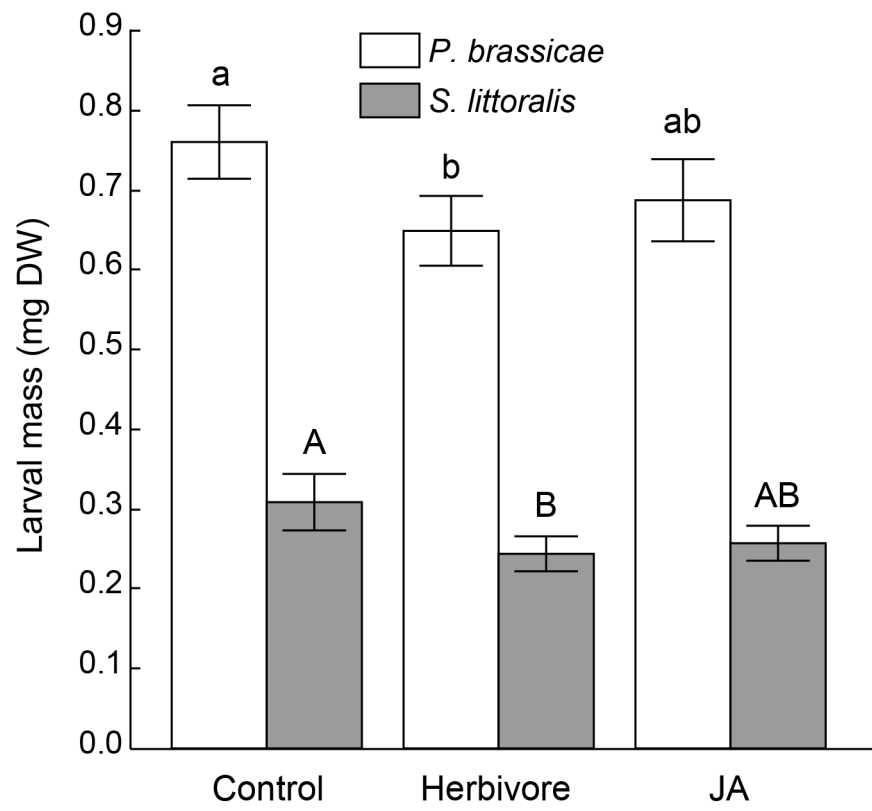 0.9
0.8
0.7
0.6
0.5
0.4
0.3
0.2
0.1
0.0
Larval mass (mg DW)
P. brassicae
S. littoralis
a
A
b
B
ab
AB
Control
Herbivore
JA